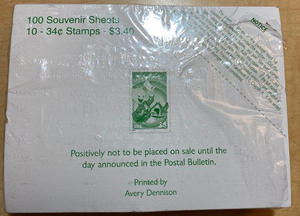 100 Souvenir Sheets
10 - 34¢ Stamps - $3.40
NOTICE
Positively not to be placed on sale until the
day announced in the Postal Bulletin.
Printed by
Avery Dennison